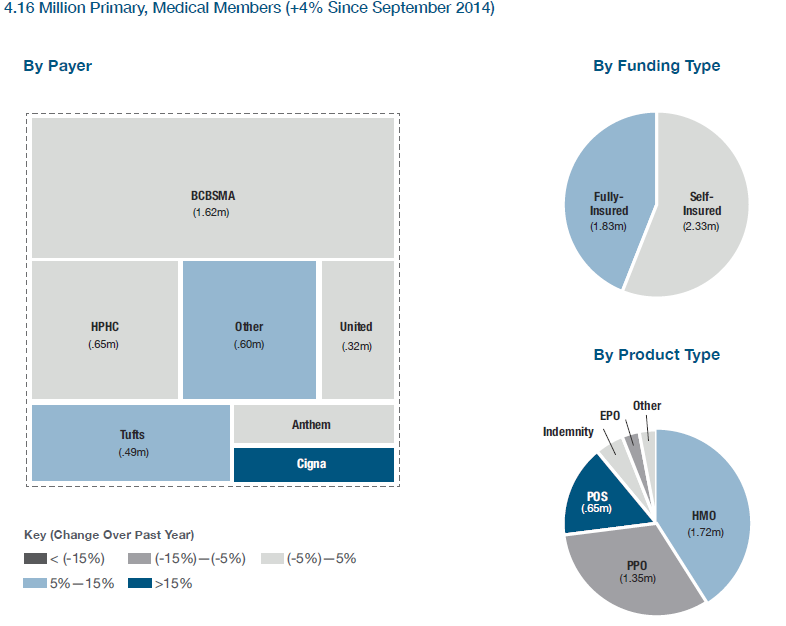 4.16 Million Primary, Medical Members (+4% Since September 2014)
By Payer
BCBSMA
(1.62m)
HPHC
(.65m)
Other
(.60m)
United
(.32m)
Tufts
(.49m)
Anthem
Cigna
Key (Change Over Past Year)
< (-15%)
(-15%)—(-5%)
(-5%)—5%
5%—15%
>15%
By Funding Type
Fully-
Insured
(1.83m)
Self-
Insured
(2.33m)
By Product Type
Other
EPO
Indemnity
POS
(.65m)
HMO
(1.72m)
PPO
(1.35m)